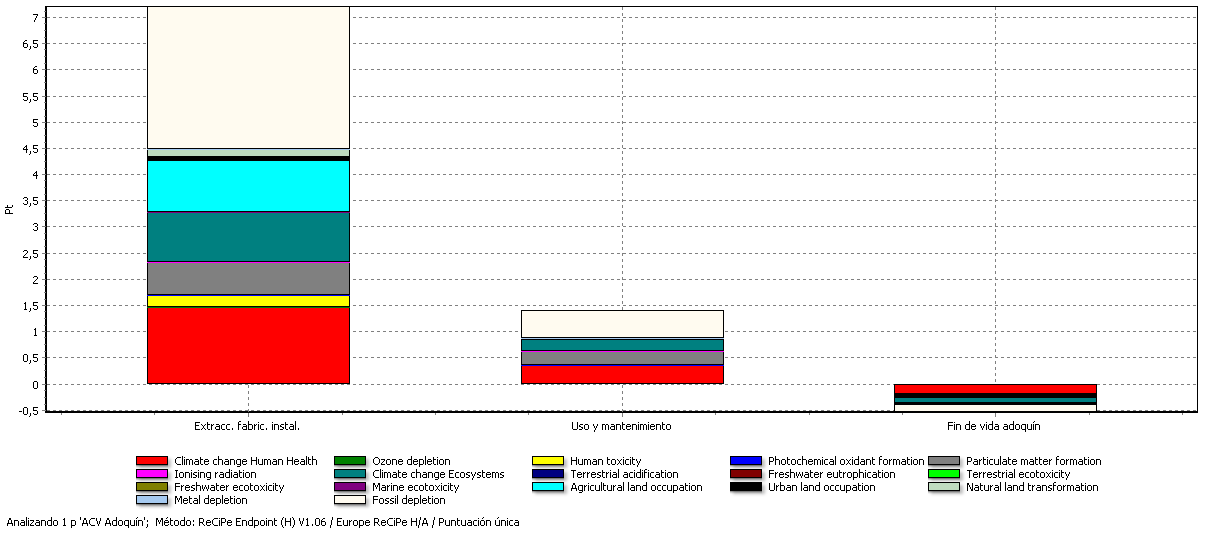 7
6,5
6
5,5
5
4,5
4
3,5
3
2,5
2
1,5
1
0,5
0
-0,5
Pt
Extracc. fabric. instal. Uso y mantenimiento Fin de vida adoquín
Climate change Human Health Ozone depletion Human toxicity Photochemical oxidant formation Particulate matter formation
Ionising radiation Climate change Ecosystems Terrestrial acidification Freshwater eutrophication Terrestrial ecotoxicity
Freshwater ecotoxicity Marine ecotoxicity Agricultural land occupation Urban land occupation Natural land transformation
Metal depletion Fossil depletion
Analizando 1 p 'ACV Adoquín'; Método: ReCiPe Endpoint (H) V1.06 / Europe ReCiPe H/A / Puntuación única